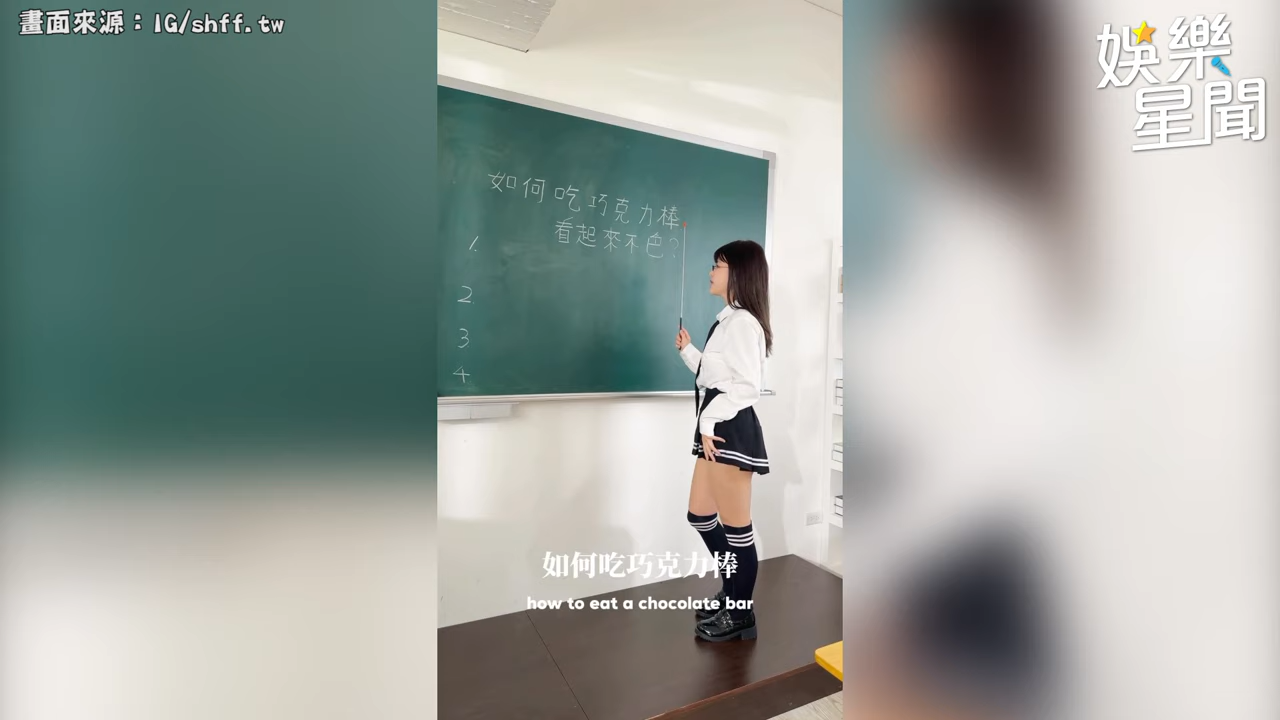 畫面來源：IG/shff.tw
娛樂
星聞
如何吃巧克力棒
看起來不色？
1.
2
3
4
如何吃巧克力棒
how to eat a chocolate bar